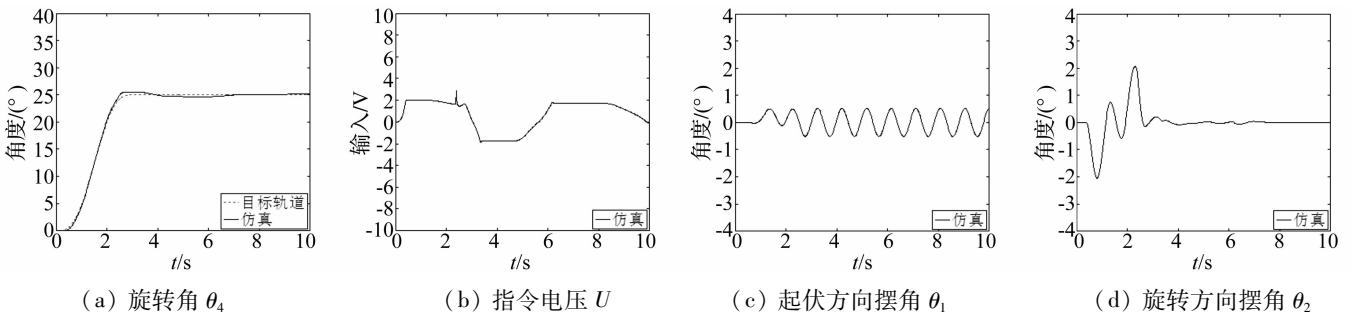 角度/(°)
40
35
30
25
20
15
10
5
0
0 2 4 6 8 10
t/s
目标轨道
仿真
(a) 旋转角 θ₄
输入/V
10
8
6
4
2
0
-2
-4
-6
-8
-10
0 2 4 6 8 10
t/s
仿真
(b) 指令电压 U
角度/(°)
4
3
2
1
0
-1
-2
-3
-4
0 2 4 6 8 10
t/s
仿真
(c) 起伏方向摆角 θ₁
角度/(°)
4
3
2
1
0
-1
-2
-3
-4
0 2 4 6 8 10
t/s
仿真
(d) 旋转方向摆角 θ₂